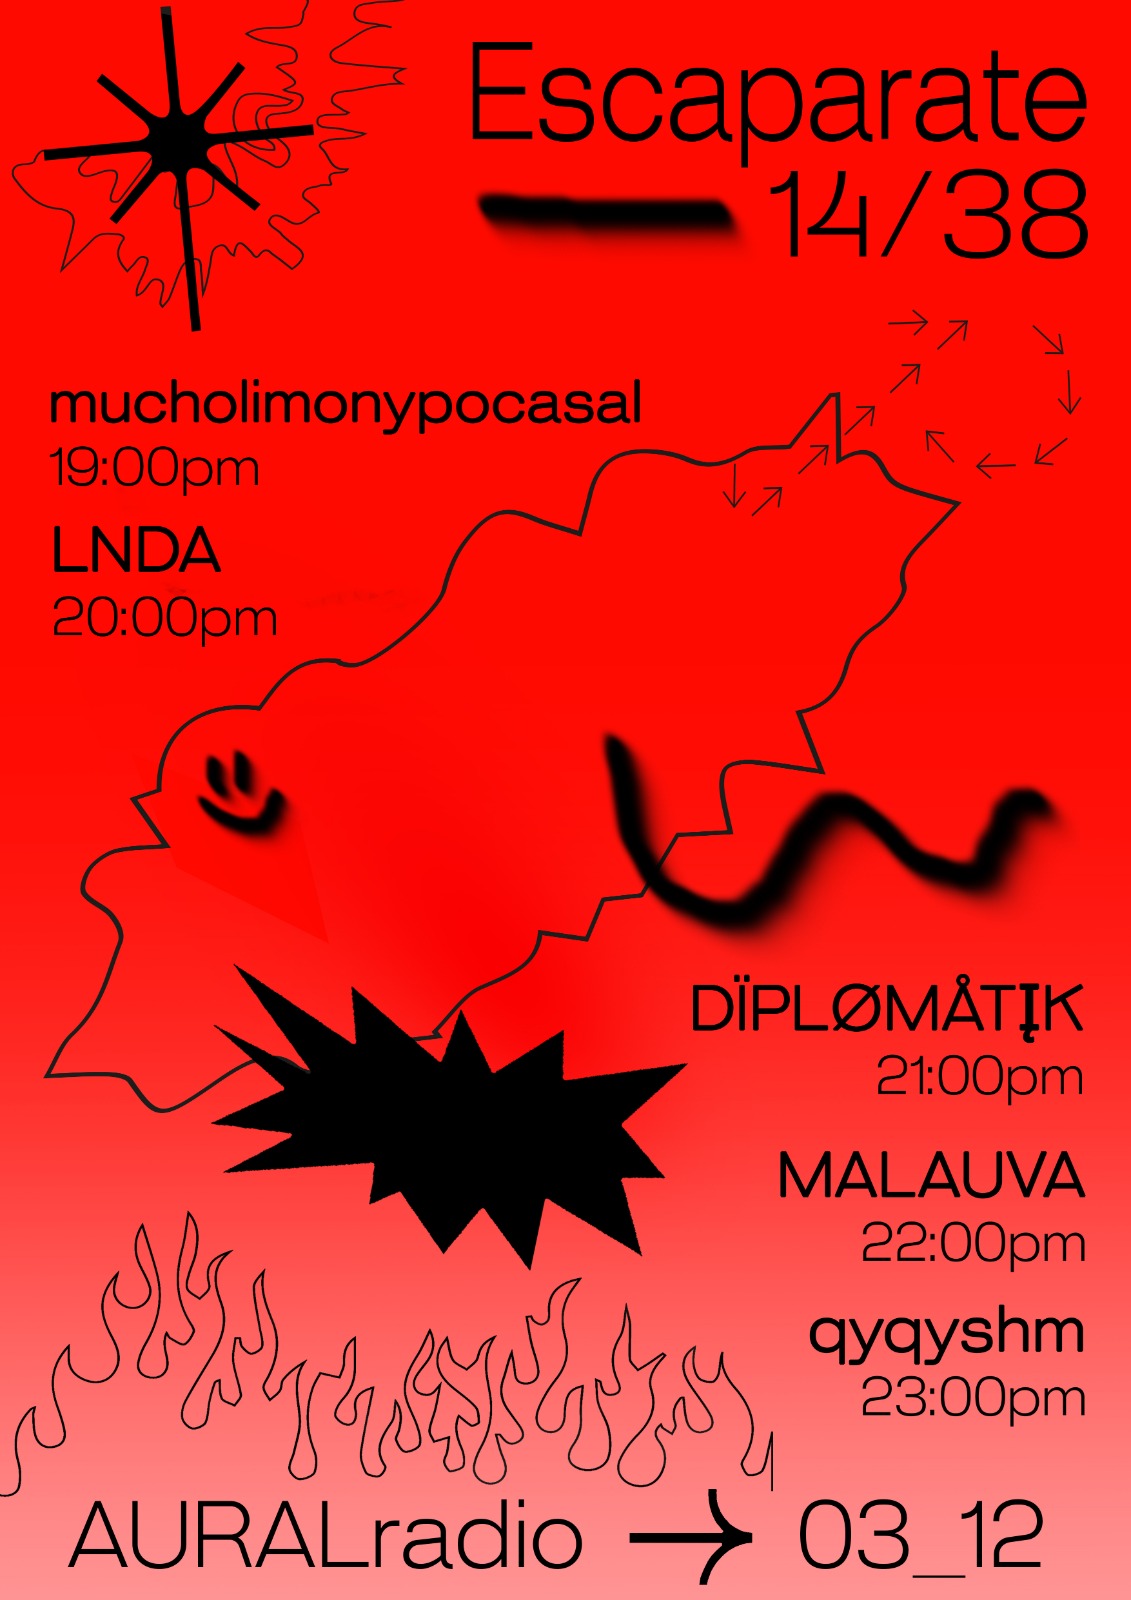 Escaparate
14/38
mucholimonypocasal
19:00pm
LNDA
20:00pm
DÏPLØMÅTĮK
21:00pm
MALAUVA
22:00pm
qyqyshm
23:00pm
AURALradio → 03_12